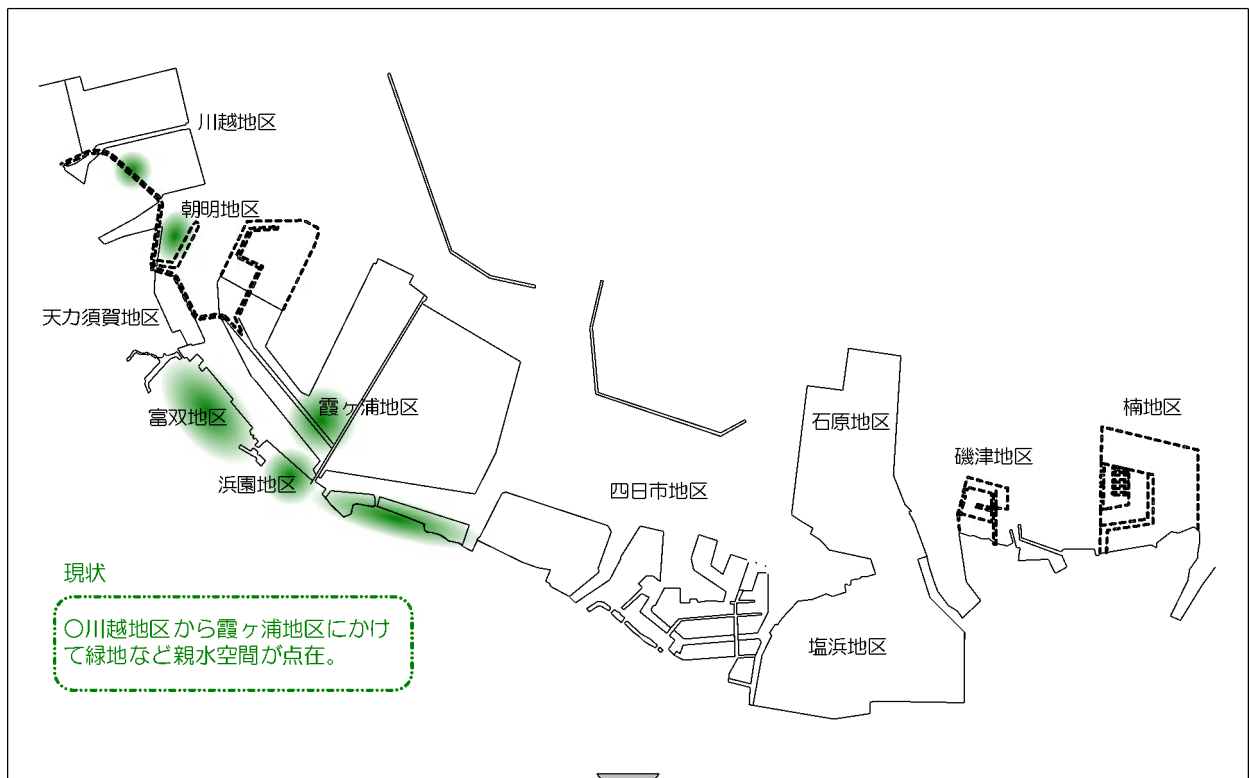 川越地区
朝明地区
天力須賀地区
富双地区
霞ヶ浦地区
浜園地区
四日市地区
石原地区
磯津地区
楠地区
塩浜地区
現状
○川越地区から霞ヶ浦地区にかけ
て緑地など親水空間が点在。